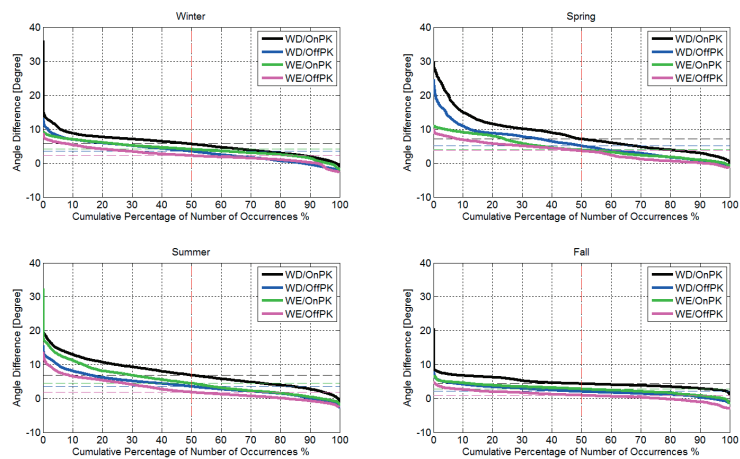 Winter
Angle Difference [Degree]
40
30
20
10
0
-10
0 10 20 30 40 50 60 70 80 90 100
Cumulative Percentage of Number of Occurrences %
WD/OnPK
WD/OffPK
WE/OnPK
WE/OffPK
Spring
Angle Difference [Degree]
40
30
20
10
0
-10
0 10 20 30 40 50 60 70 80 90 100
Cumulative Percentage of Number of Occurrences %
WD/OnPK
WD/OffPK
WE/OnPK
WE/OffPK
Summer
Angle Difference [Degree]
40
30
20
10
0
-10
0 10 20 30 40 50 60 70 80 90 100
Cumulative Percentage of Number of Occurrences %
WD/OnPK
WD/OffPK
WE/OnPK
WE/OffPK
Fall
Angle Difference [Degree]
40
30
20
10
0
-10
0 10 20 30 40 50 60 70 80 90 100
Cumulative Percentage of Number of Occurrences %
WD/OnPK
WD/OffPK
WE/OnPK
WE/OffPK